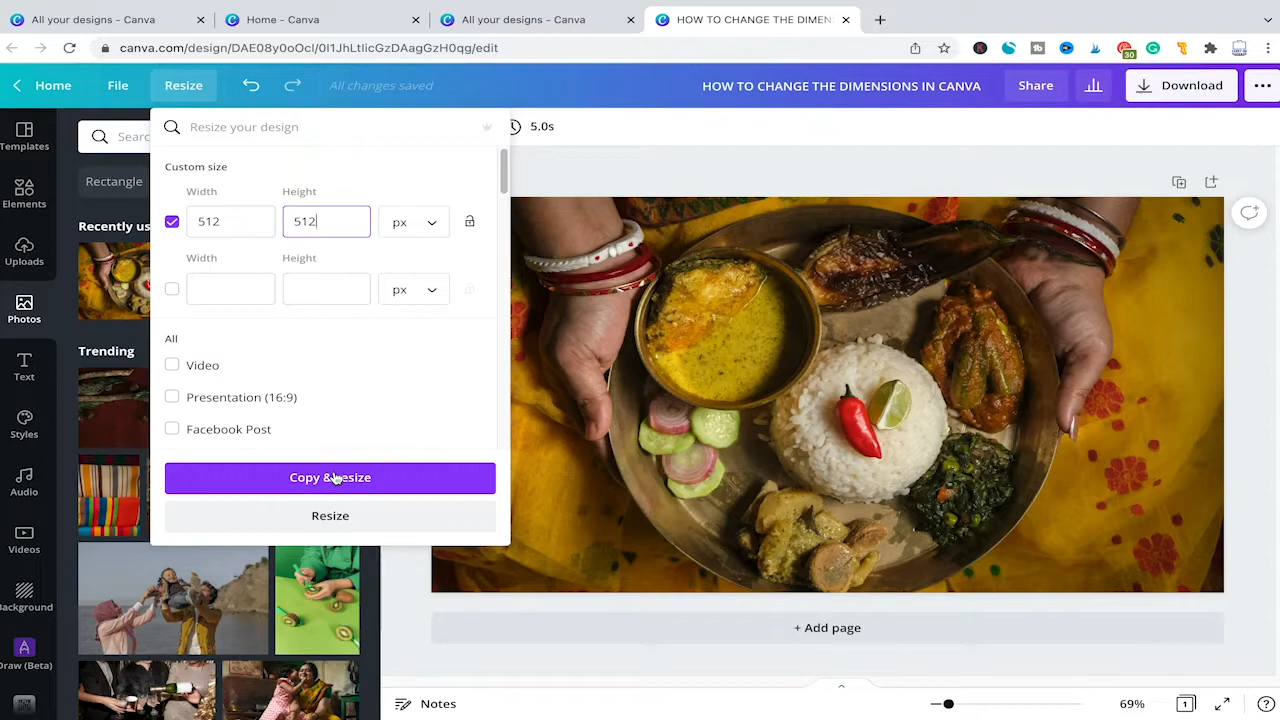 All your designs - Canva
Home - Canva
All your designs - Canva
HOW TO CHANGE THE DIMEN
canva.com/design/DAE08y0oOcl/0I1JhLtlicGzDAagGzH0qg/edit
30
Home
File
Resize
All changes saved
HOW TO CHANGE THE DIMENSIONS IN CANVA
Share
Download
Templates
Elements
Uploads
Photos
Text
Styles
Audio
Videos
Background
Draw (Beta)
Searc
Rectangle
Recently us
Trending
Resize your design
Custom size
Width
Height
512
512
px
Width
Height
px
All
Video
Presentation (16:9)
Facebook Post
Copy & resize
Resize
5.0s
+ Add page
Notes
69%
1